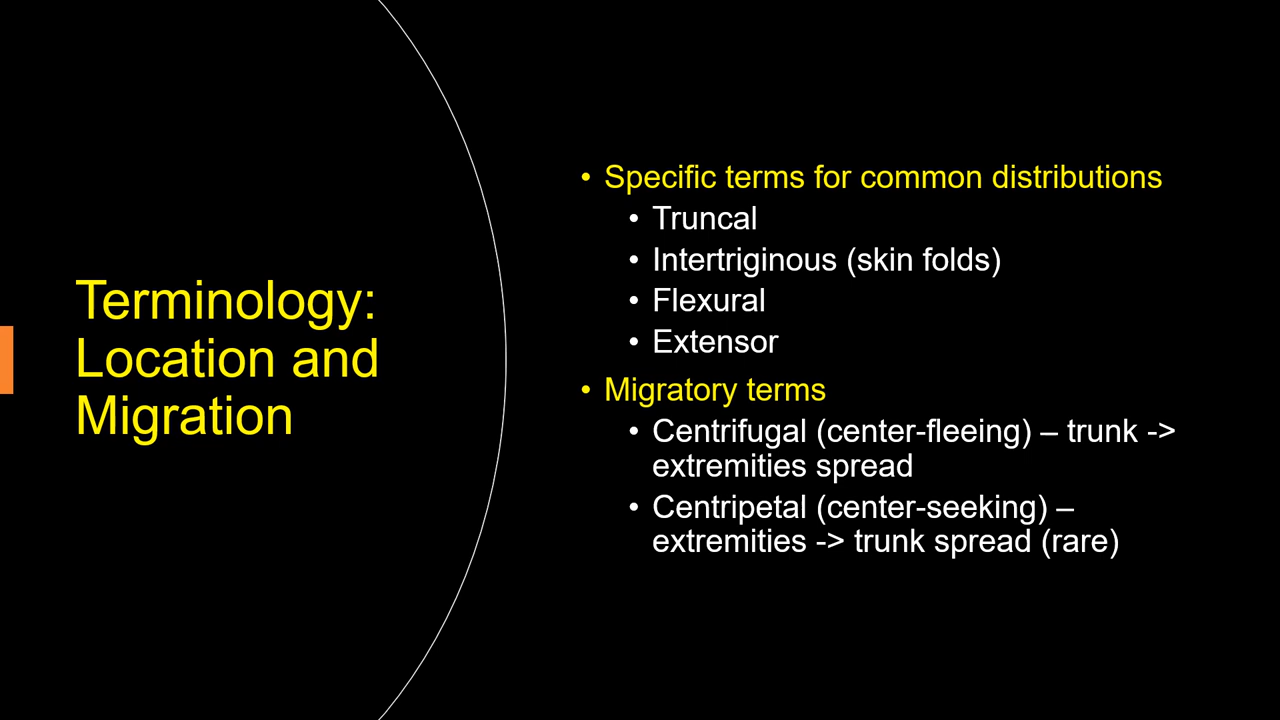 Terminology:
Location and
Migration
• Specific terms for common distributions
• Truncal
• Intertriginous (skin folds)
• Flexural
• Extensor
• Migratory terms
• Centrifugal (center-fleeing) – trunk ->
extremities spread
• Centripetal (center-seeking) –
extremities -> trunk spread (rare)